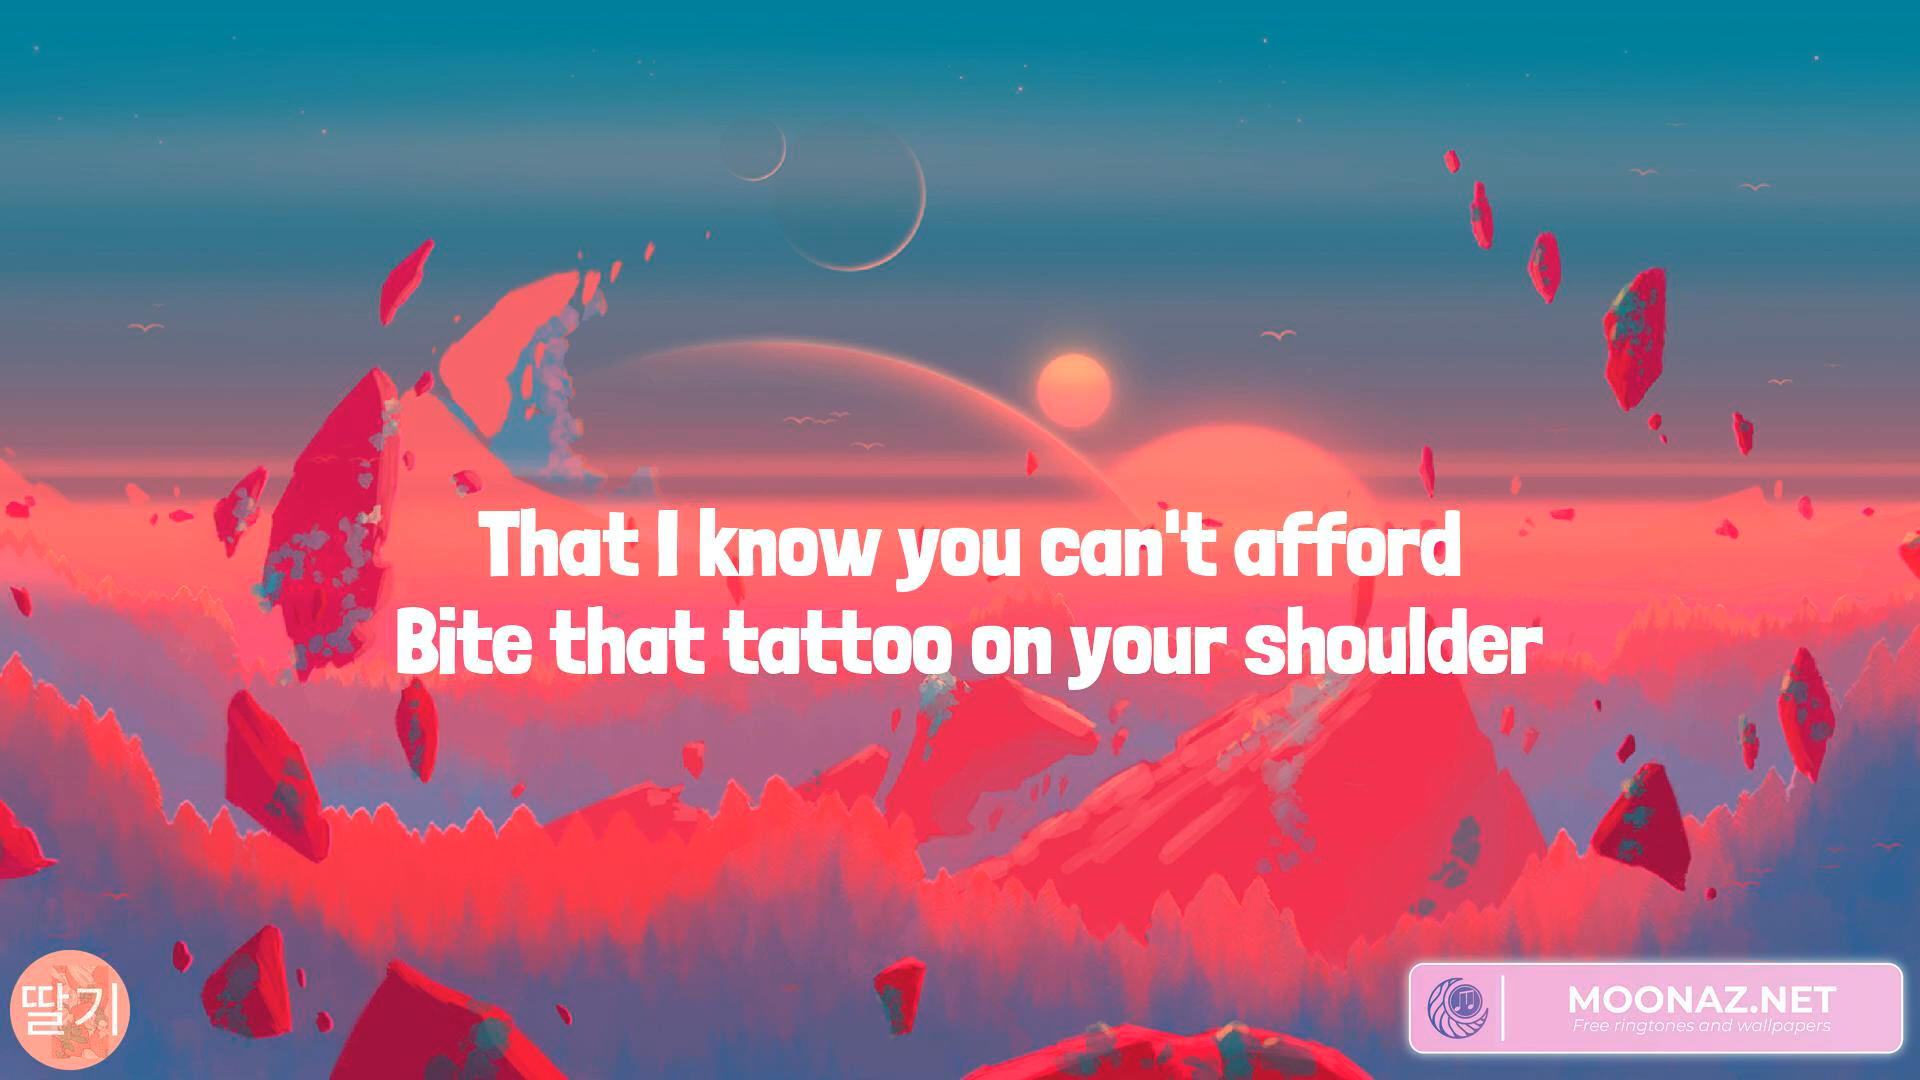 That I know you can't afford
Bite that tattoo on your shoulder
딸기
MOONAZ.NET
Free ringtones and wallpapers